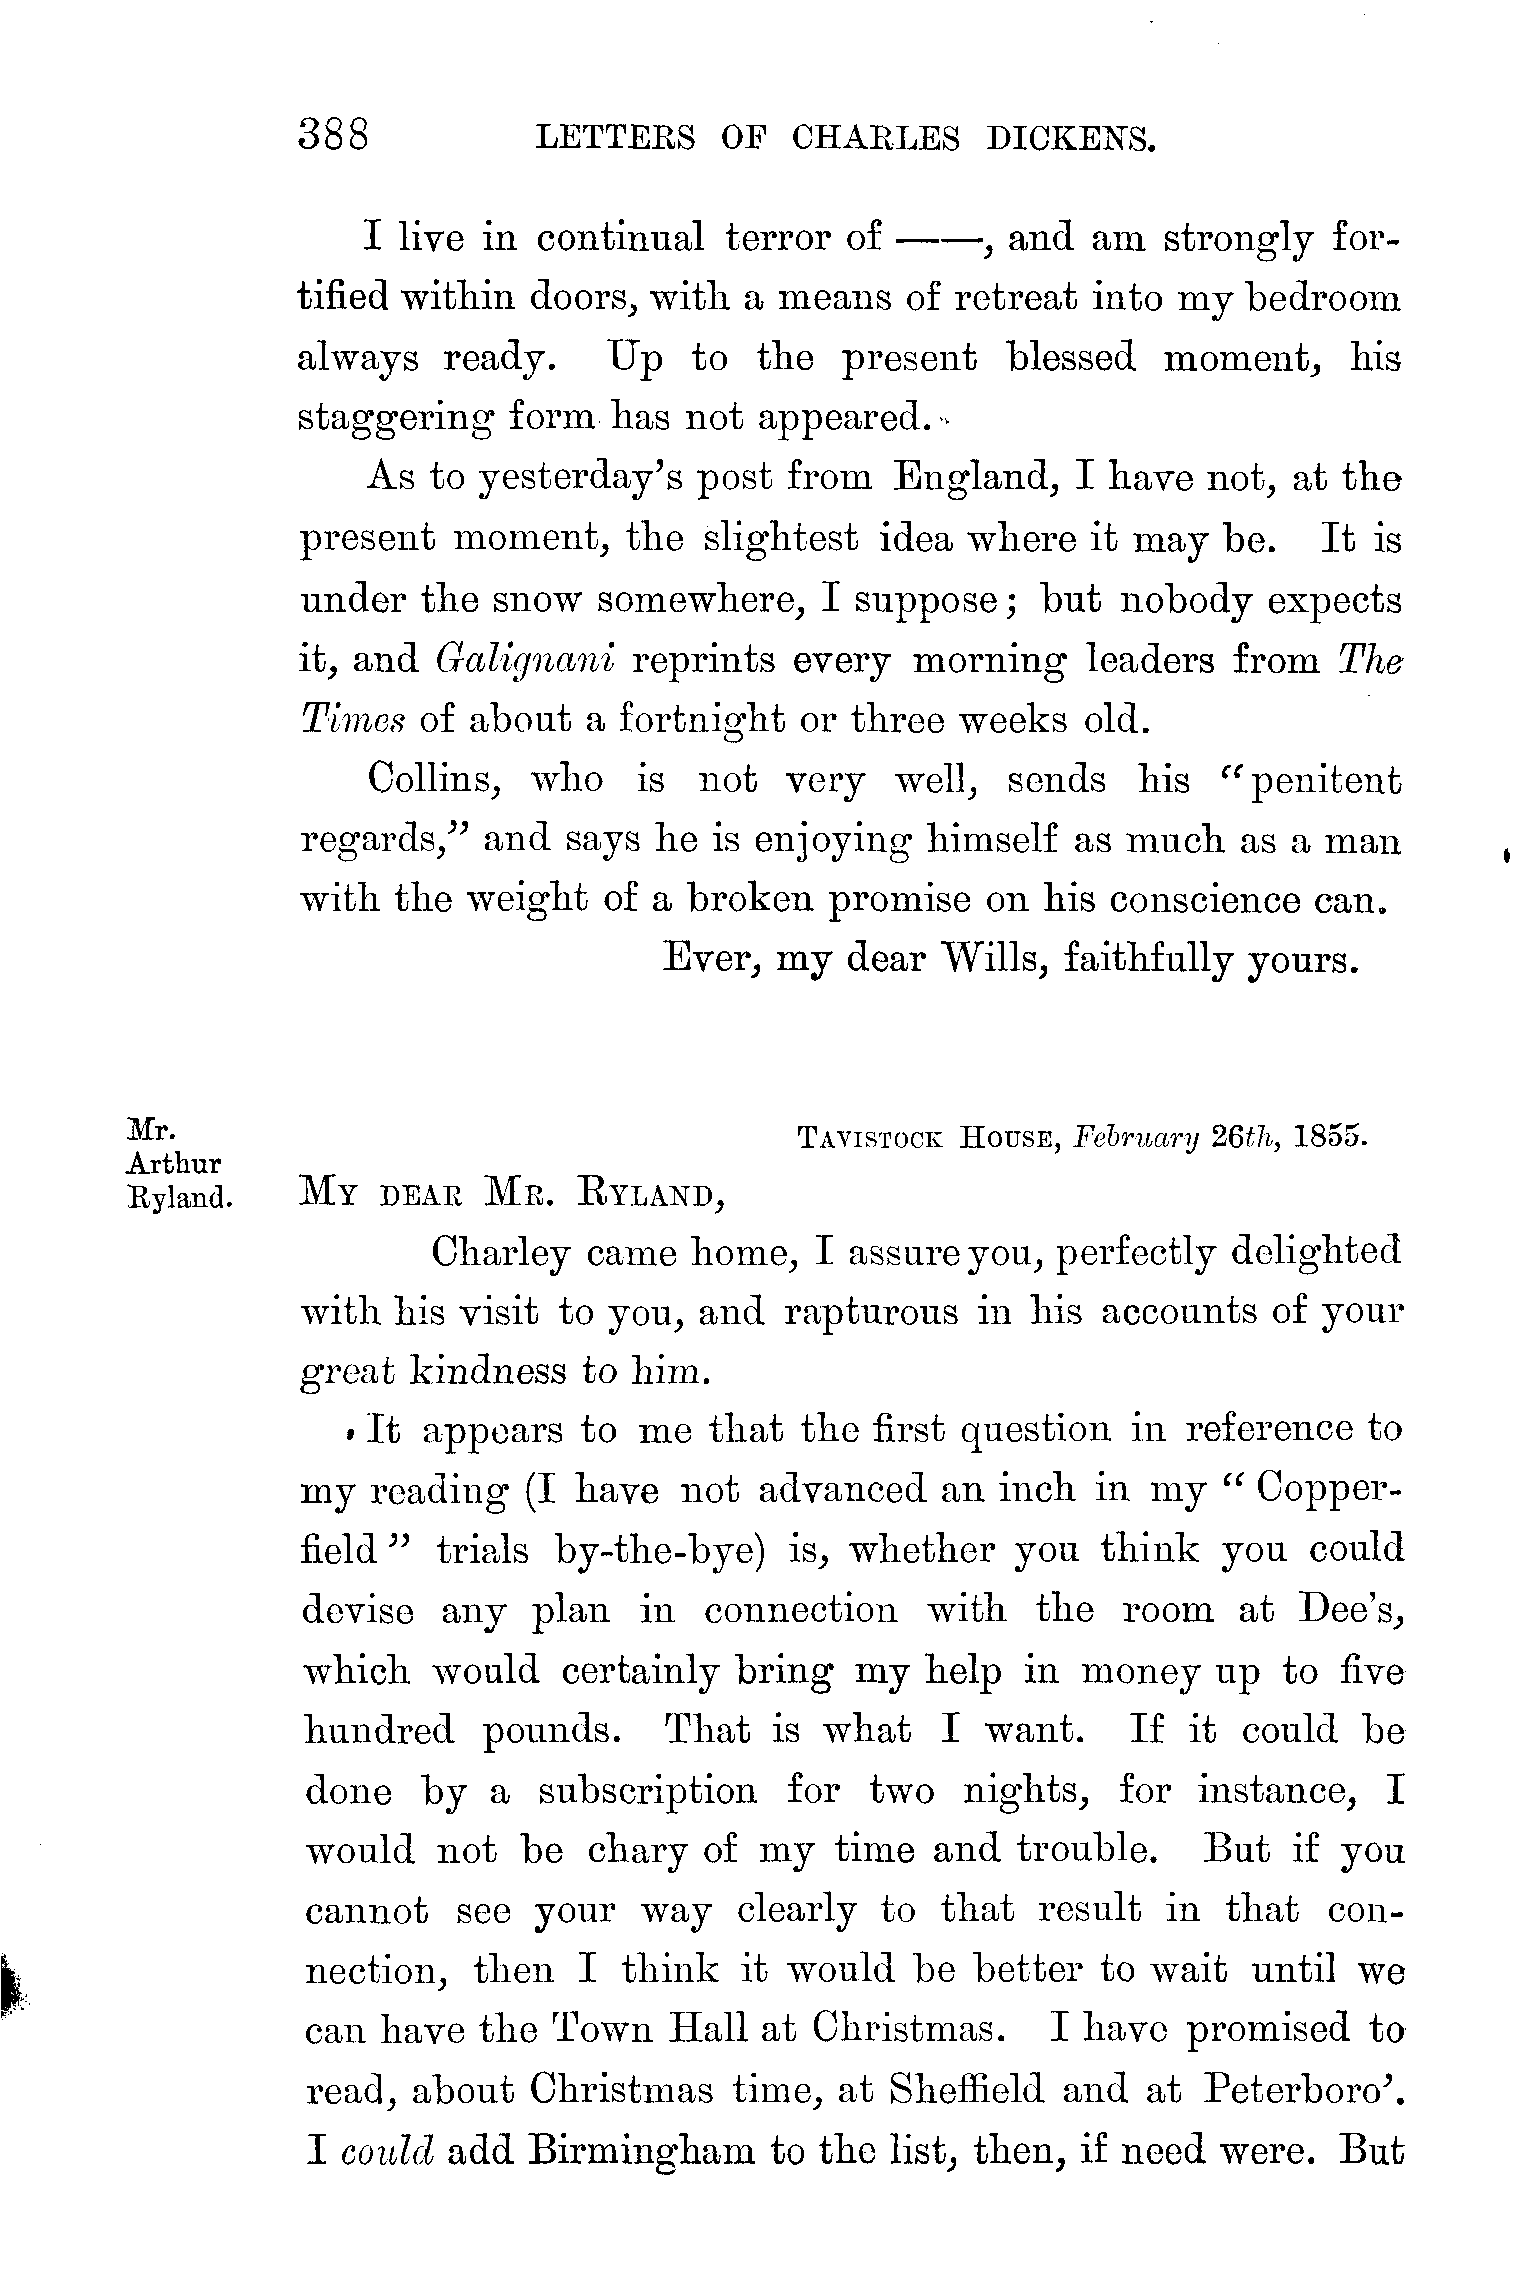 388 LETTERS OF CHARLES DICKENS.
I live in continual terror of ——, and am strongly for-
tified within doors, with a means of retreat into my bedroom
always ready. Up to the present blessed moment, his
staggering form has not appeared.
As to yesterday's post from England, I have not, at the
present moment, the slightest idea where it may be. It is
under the snow somewhere, I suppose; but nobody expects
it, and Galignani reprints every morning leaders from The
Times of about a fortnight or three weeks old.
Collins, who is not very well, sends his "penitent
regards," and says he is enjoying himself as much as a man
with the weight of a broken promise on his conscience can.
Ever, my dear Wills, faithfully yours.
Mr.
Arthur
Ryland.
TAVISTOCK HOUSE, February 26th, 1855.
MY DEAR MR. RYLAND,
Charley came home, I assure you, perfectly delighted
with his visit to you, and rapturous in his accounts of your
great kindness to him.
It appears to me that the first question in reference to
my reading (I have not advanced an inch in my "Copper-
field" trials by-the-bye) is, whether you think you could
devise any plan in connection with the room at Dee's,
which would certainly bring my help in money up to five
hundred pounds. That is what I want. If it could be
done by a subscription for two nights, for instance, I
would not be chary of my time and trouble. But if you
cannot see your way clearly to that result in that con-
nection, then I think it would be better to wait until we
can have the Town Hall at Christmas. I have promised to
read, about Christmas time, at Sheffield and at Peterboro'.
I could add Birmingham to the list, then, if need were. But